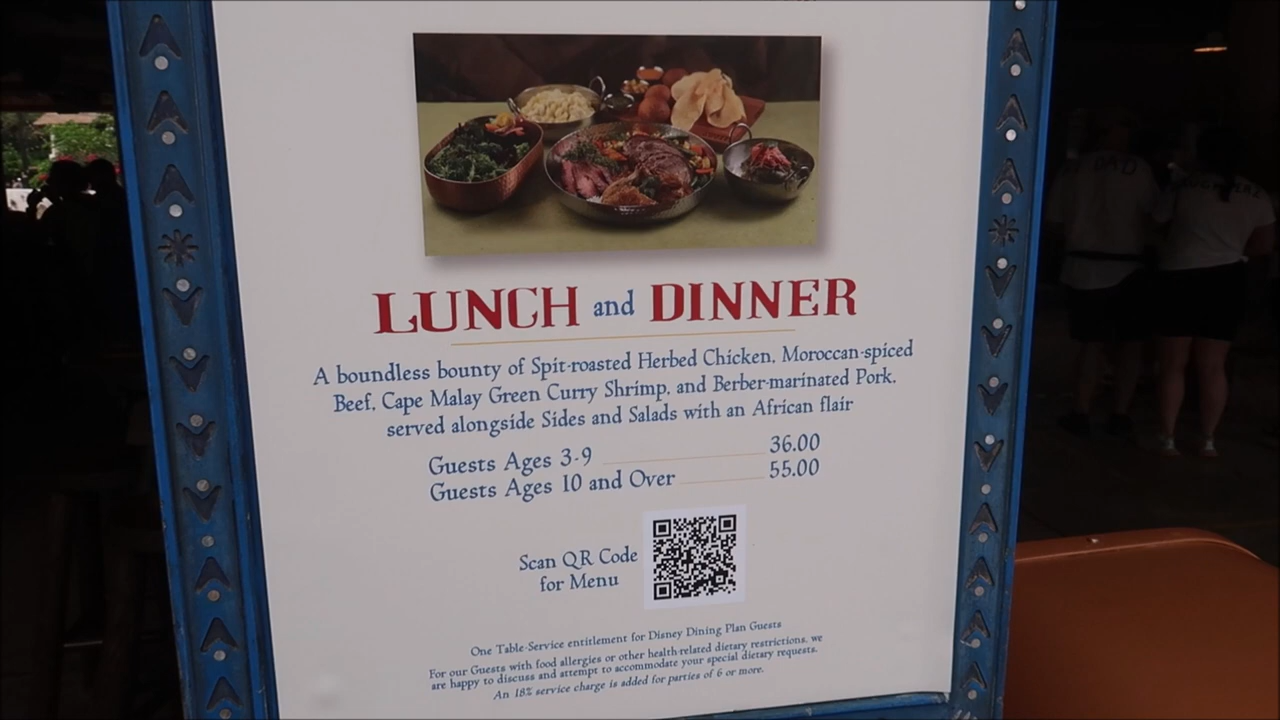 LUNCH and DINNER
A boundless bounty of Spit-roasted Herbed Chicken, Moroccan-spiced
Beef, Cape Malay Green Curry Shrimp, and Berber-marinated Pork,
served alongside Sides and Salads with an African flair
Guests Ages 3-9 36.00
Guests Ages 10 and Over 55.00
Scan QR Code
for Menu
One Table-Service entitlement for Disney Dining Plan Guests
For our Guests with food allergies or other health-related dietary restrictions, we
are happy to discuss and attempt to accommodate your special dietary requests.
An 18% service charge is added for parties of 6 or more.
DAD